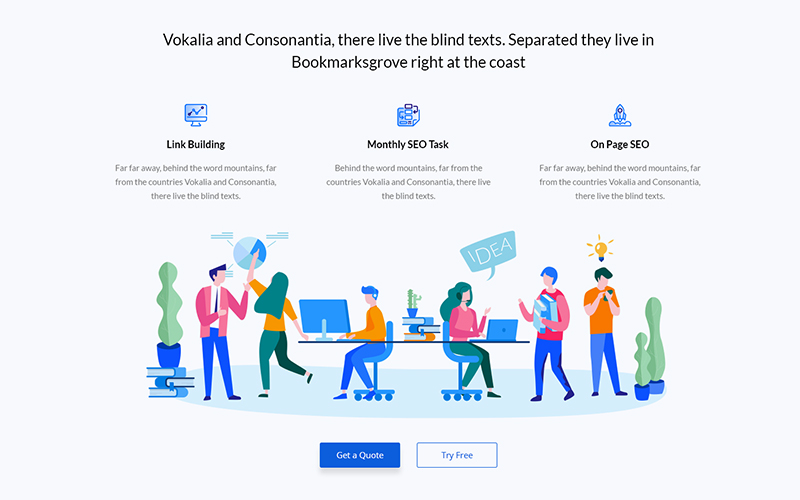 Vokalia and Consonantia, there live the blind texts. Separated they live in
Bookmarksgrove right at the coast
Link Building
Far far away, behind the word mountains, far
from the countries Vokalia and Consonantia,
there live the blind texts.
Monthly SEO Task
Behind the word mountains, far from the
countries Vokalia and Consonantia, there live
the blind texts.
On Page SEO
Far far away, behind the word mountains, far
from the countries Vokalia and Consonantia,
there live the blind texts.
IDEA
Get a Quote
Try Free